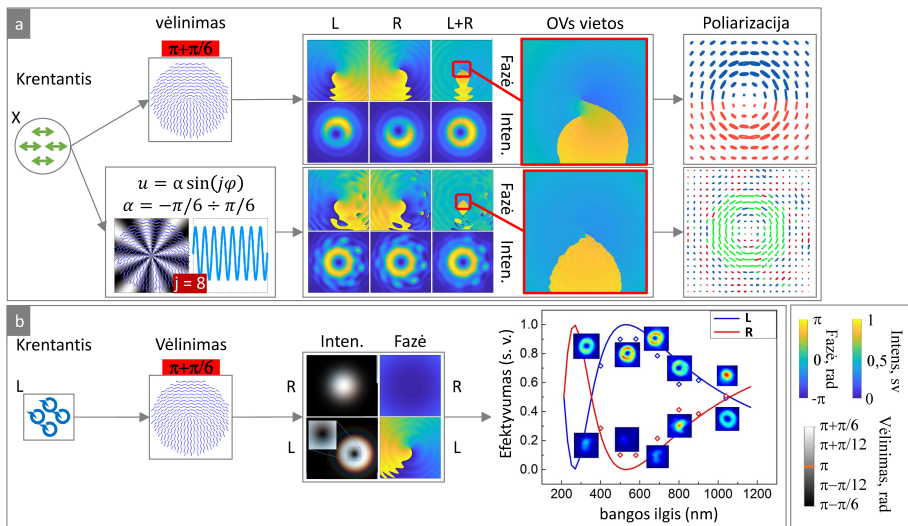 a
vėlinimas
π+π/6
Krentantis
X
L R L+R
Fazė
Inten.
OVs vietos
Poliarizacija
u = α sin(jφ)
α = −π/6 ÷ π/6
j = 8
Fazė
Inten.
b
Krentantis
L
Vėlinimas
π+π/6
Inten. Fazė
R R
L L
Efektyvumas (s. v.)
1.0
0.8
0.6
0.4
0.2
0.0
200 400 600 800 1000 1200
bangos ilgis (nm)
L
R
π
0
-π
Fazė, rad
1
0,5
0
Intens, sv
π+π/6
π+π/12
π
π−π/12
π−π/6
Vėlinimas, rad